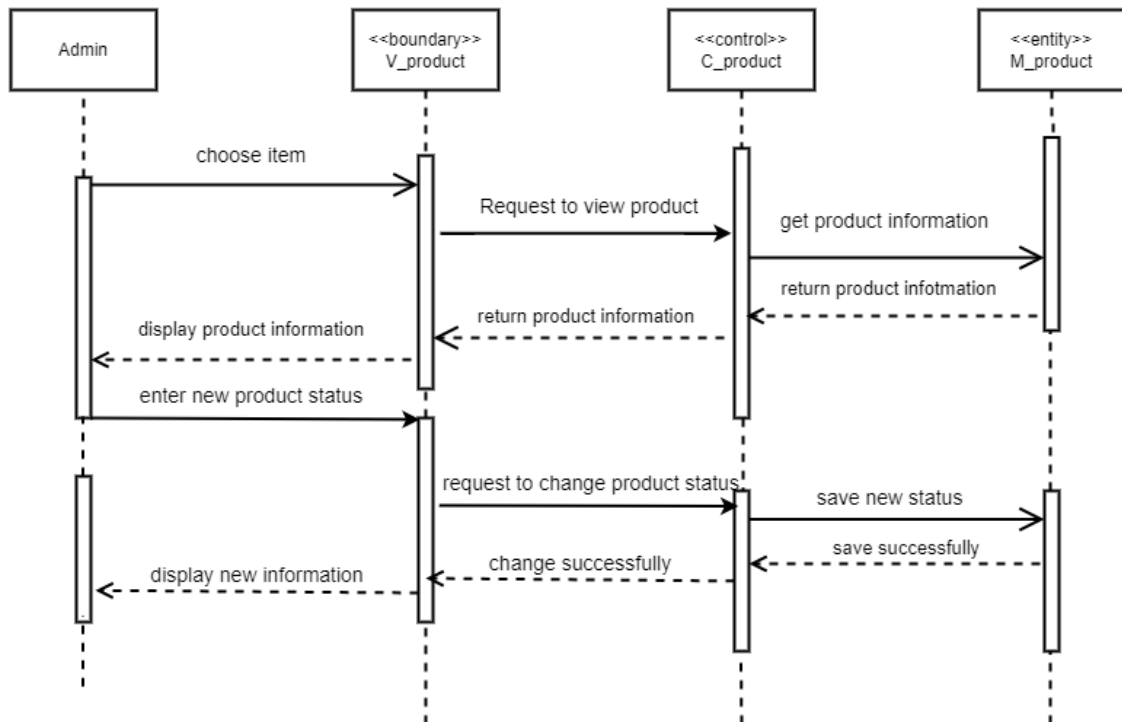 Admin
<<boundary>>
V_product
<<control>>
C_product
<<entity>>
M_product
choose item
Request to view product
get product information
return product infotmation
return product information
display product information
enter new product status
request to change product status
save new status
save successfully
change successfully
display new information